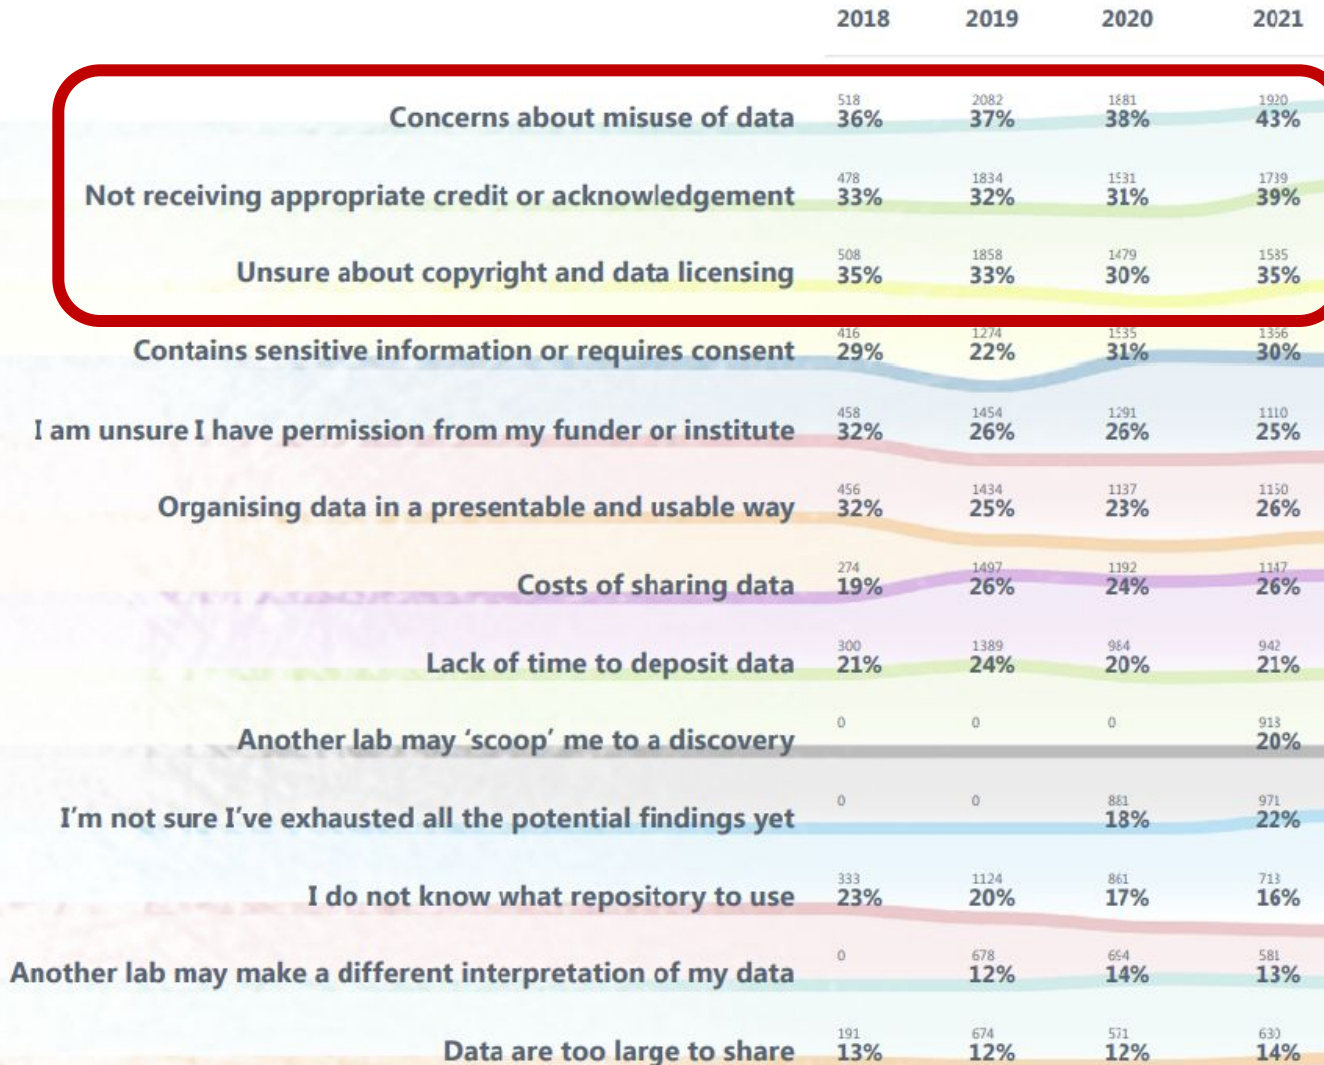 2018 2019 2020 2021
518 2082 1881 1920
Concerns about misuse of data 36% 37% 38% 43%
478 1834 1531 1739
Not receiving appropriate credit or acknowledgement 33% 32% 31% 39%
508 1858 1479 1535
Unsure about copyright and data licensing 35% 33% 30% 35%
416 1274 1535 1356
Contains sensitive information or requires consent 29% 22% 31% 30%
458 1454 1291 1110
I am unsure I have permission from my funder or institute 32% 26% 26% 25%
456 1434 1137 1150
Organising data in a presentable and usable way 32% 25% 23% 26%
274 1497 1192 1147
Costs of sharing data 19% 26% 24% 26%
300 1389 984 942
Lack of time to deposit data 21% 24% 20% 21%
0 0 0 913
Another lab may ‘scoop’ me to a discovery 20%
0 0 881 971
I’m not sure I’ve exhausted all the potential findings yet 18% 22%
333 1124 861 713
I do not know what repository to use 23% 20% 17% 16%
0 678 694 581
Another lab may make a different interpretation of my data 12% 14% 13%
191 674 571 630
Data are too large to share 13% 12% 12% 14%